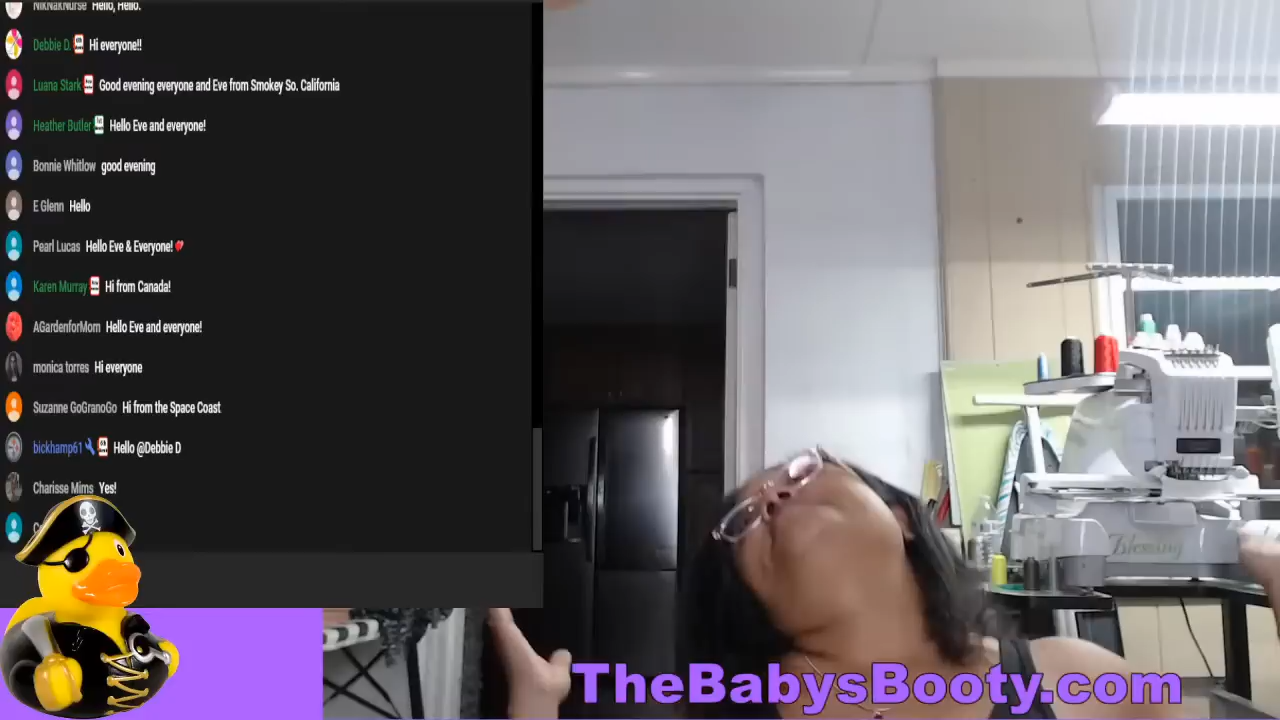 NikNakNurse Hello, Hello.
Debbie D. Hi everyone!!
Luana Stark Good evening everyone and Eve from Smokey So. California
Heather Butler Hello Eve and everyone!
Bonnie Whitlow good evening
E Glenn Hello
Pearl Lucas Hello Eve & Everyone!
Karen Murray Hi from Canada!
AGardenforMom Hello Eve and everyone!
monica torres Hi everyone
Suzanne GoGranoGo Hi from the Space Coast
bickhamp61 Hello @Debbie D
Charisse Mims Yes!
Blessing
TheBabysBooty.com